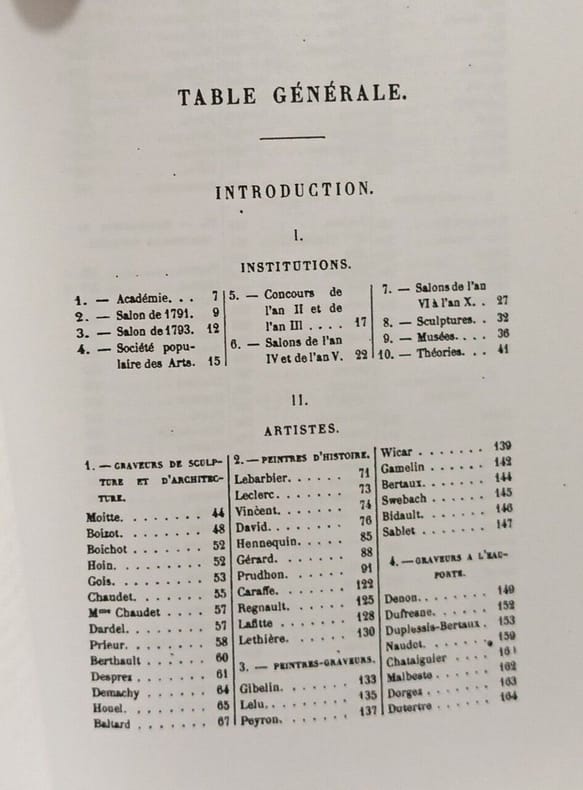 TABLE GÉNÉRALE.
INTRODUCTION.
I.
INSTITUTIONS.
1. — Académie. . . 7
2. — Salon de 1791. 9
3. — Salon de 1793. 12
4. — Société popu-
laire des Arts. 15
5. — Concours de
l'an II et de
l'an III . . . . 17
6. — Salons de l'an
IV et de l'an V. 22
7. — Salons de l'an
VI à l'an X. . 27
8. — Sculptures. . 32
9. — Musées. . . . 36
10. — Théories. . . 41
II.
ARTISTES.
1. — GRAVEURS DE SCULP-
TURE ET D'ARCHITEC-
TURE.
Moitte. . . . . . . . 44
Boizot. . . . . . . . 48
Boichot . . . . . . . 52
Hoin. . . . . . . . . 52
Gois. . . . . . . . . 53
Chaudet. . . . . . . 55
Mme Chaudet . . . . 57
Dardel. . . . . . . . 57
Prieur. . . . . . . . 58
Berthault . . . . . . 60
Desprez . . . . . . . 61
Demachy . . . . . . 64
Houel. . . . . . . . 65
Baltard . . . . . . . 67
2. — PEINTRES D'HISTOIRE.
Lebarbier. . . . . . 71
Leclerc. . . . . . . 73
Vincent. . . . . . . 74
David. . . . . . . . 76
Hennequin. . . . . . 85
Gérard. . . . . . . 88
Prudhon. . . . . . . 91
Caraffe. . . . . . . 122
Regnault. . . . . . 125
Lafitte . . . . . . . 128
Lethière. . . . . . . 130
3. — PEINTRES-GRAVEURS.
Gibelin. . . . . . . 133
Lelu. . . . . . . . . 135
Peyron. . . . . . . 137
Wicar . . . . . . . 139
Gamelin . . . . . . 142
Bertaux. . . . . . . 144
Swebach . . . . . . 145
Bidault. . . . . . . 146
Sablet . . . . . . . 147
4. — GRAVEURS A L'EAU-
FORTE.
Denon. . . . . . . . 149
Dufresne. . . . . . 152
Duplessis-Bertaux . 153
Naudet. . . . . . . 159
Chataignier . . . . 161
Malbeste . . . . . . 162
Dorgez . . . . . . . 163
Dutertre . . . . . . 164